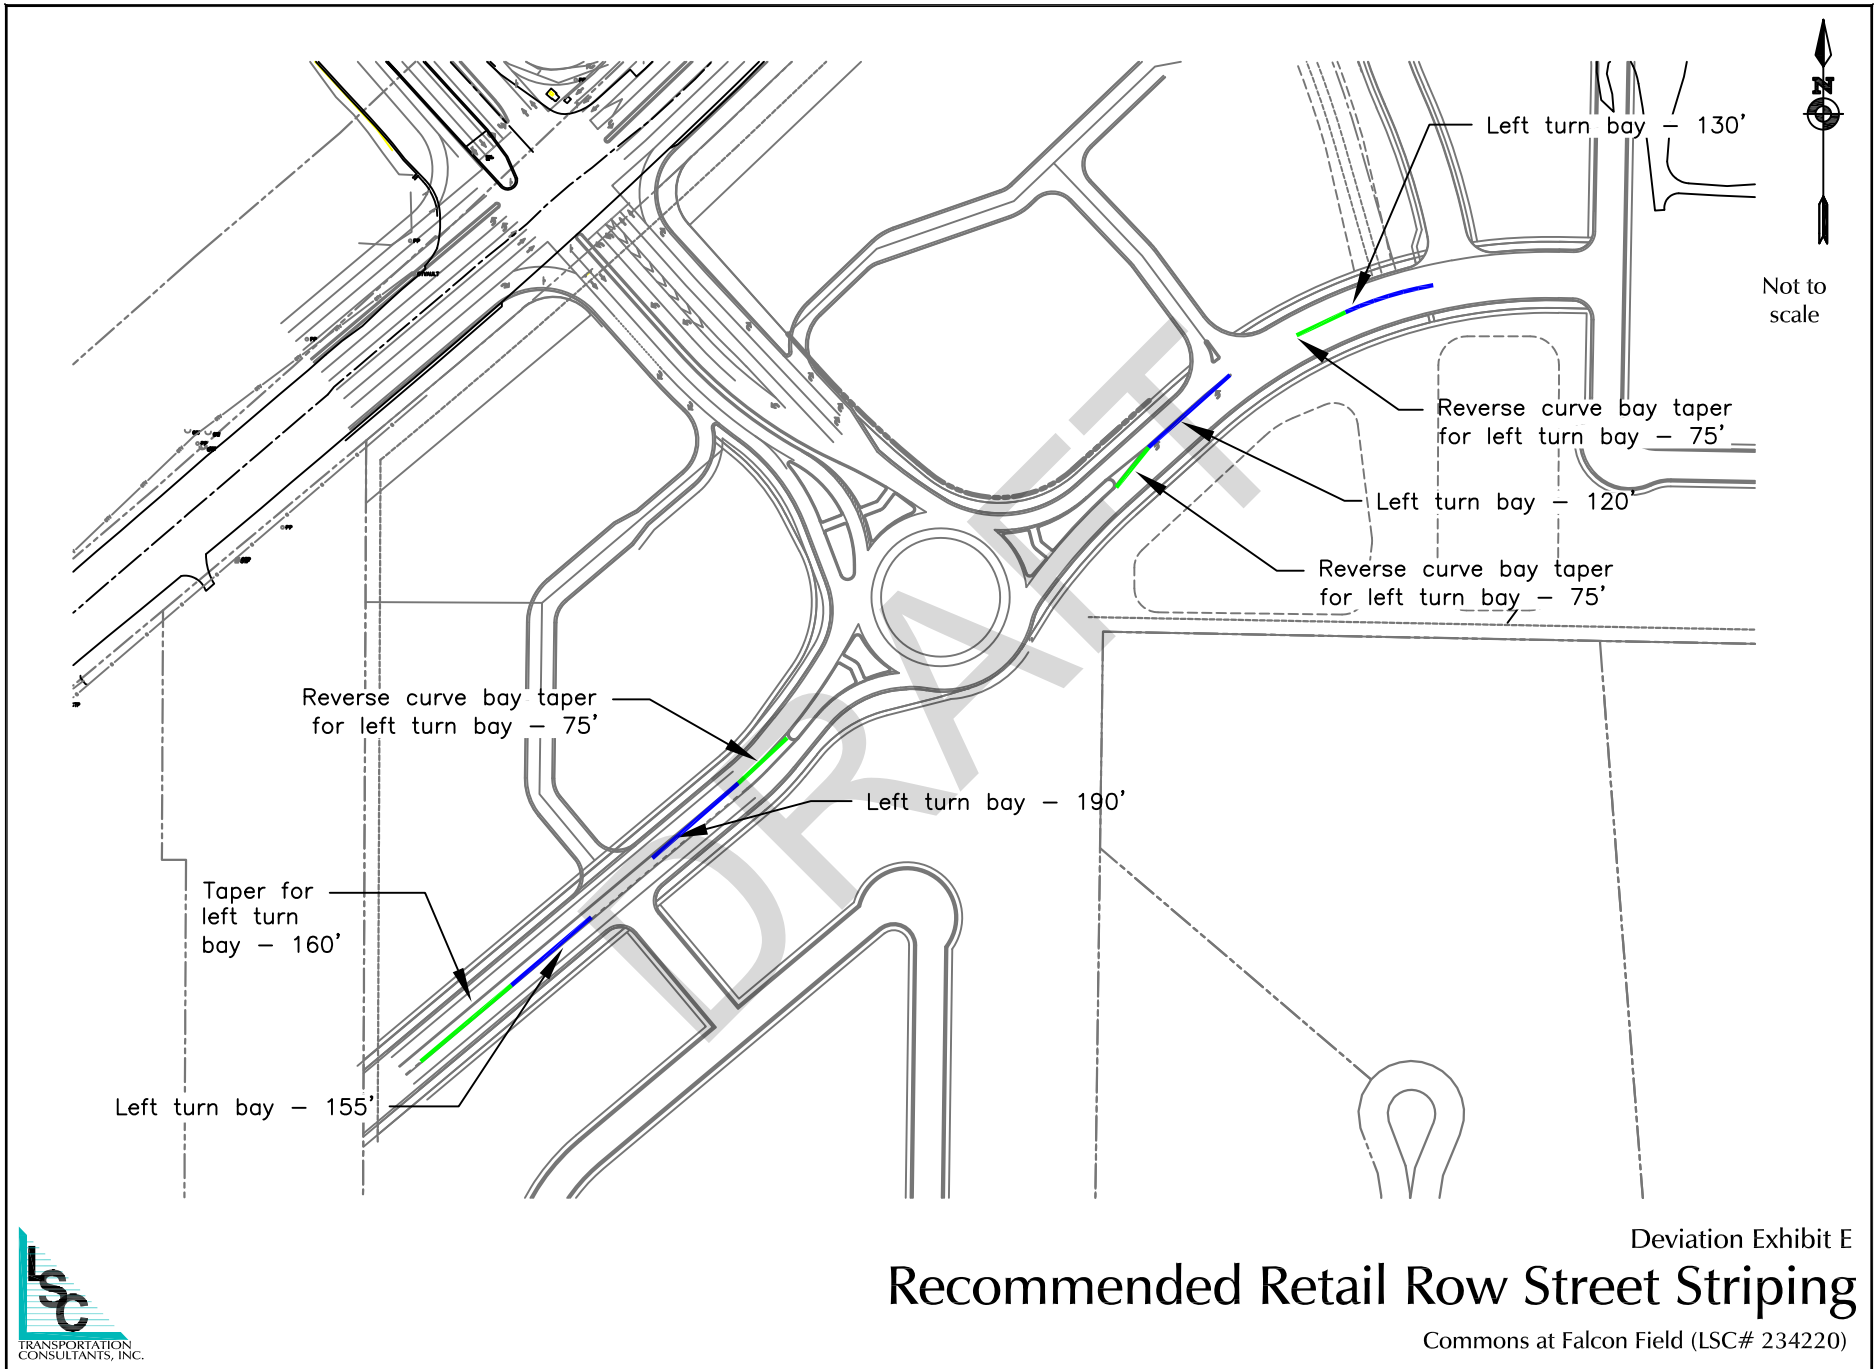 N
Left turn bay – 130'
Not to
scale
Reverse curve bay taper
for left turn bay – 75'
Left turn bay – 120'
Reverse curve bay taper
for left turn bay – 75'
DRAFT
Reverse curve bay taper
for left turn bay – 75'
Left turn bay – 190'
Taper for
left turn
bay – 160'
Left turn bay – 155'
Deviation Exhibit E
Recommended Retail Row Street Striping
Commons at Falcon Field (LSC# 234220)
LSC
TRANSPORTATION
CONSULTANTS, INC.